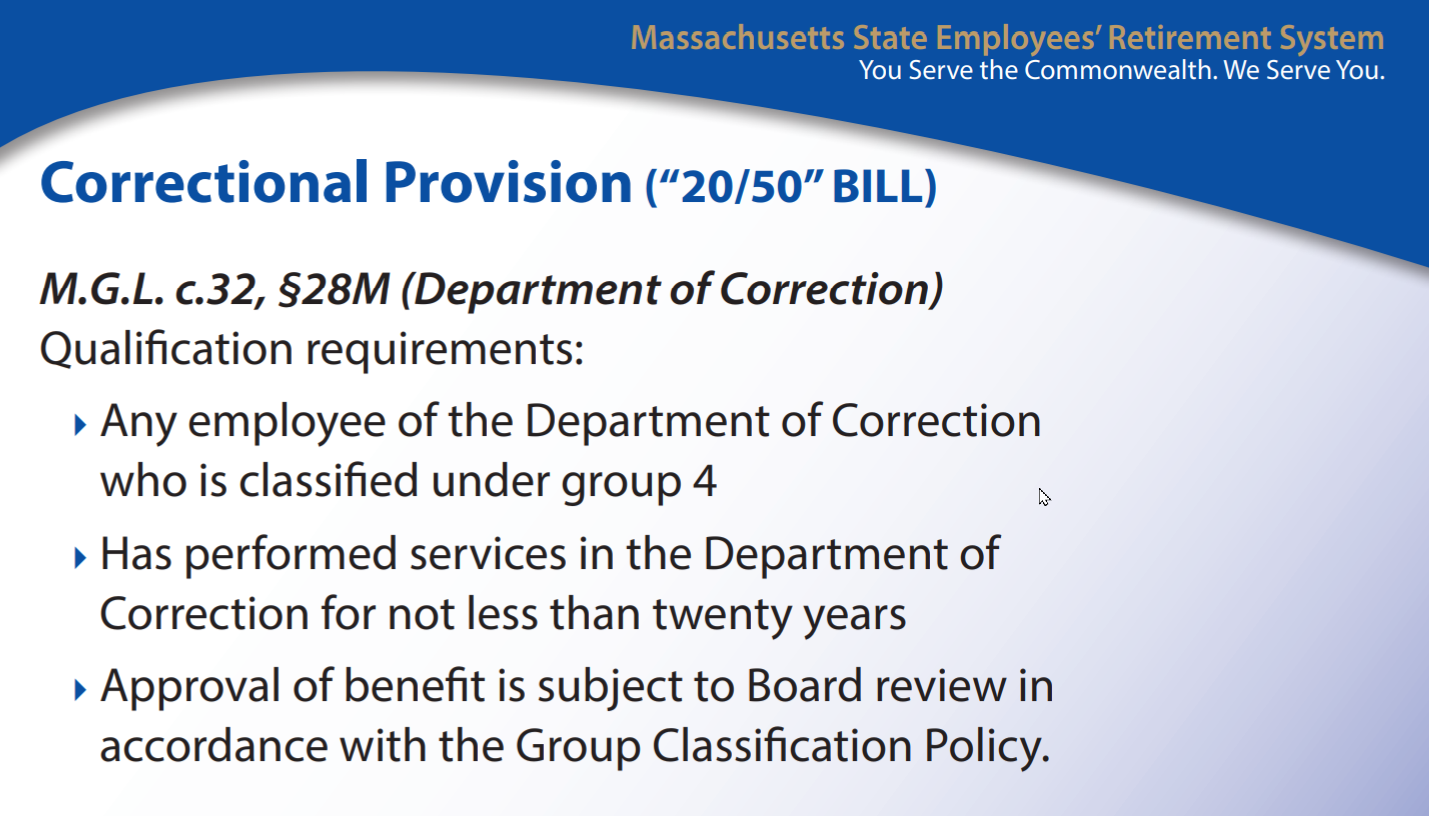 Massachusetts State Employees’ Retirement System
You Serve the Commonwealth. We Serve You.
Correctional Provision (“20/50” BILL)
M.G.L. c.32, §28M (Department of Correction)
Qualification requirements:
Any employee of the Department of Correction
who is classified under group 4
Has performed services in the Department of
Correction for not less than twenty years
Approval of benefit is subject to Board review in
accordance with the Group Classification Policy.